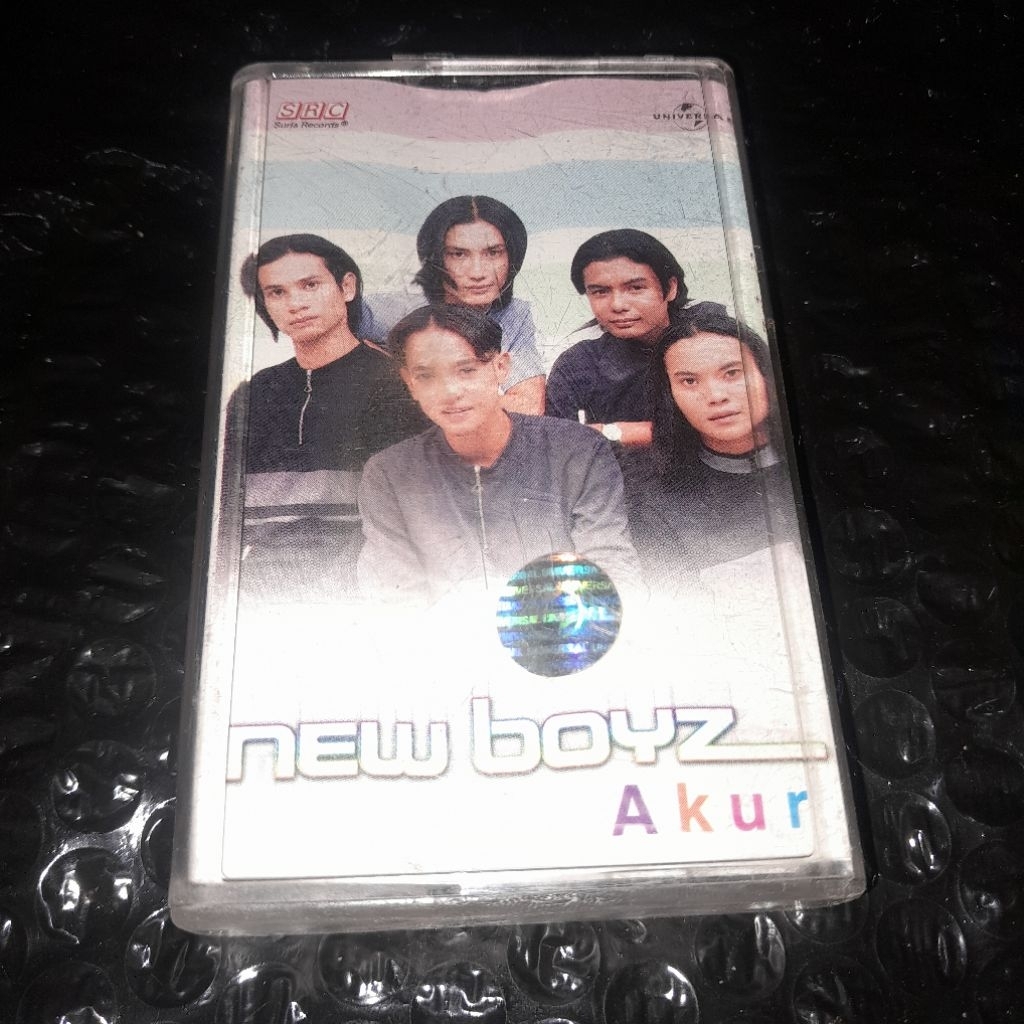 SRC
Suria Records®
UNIVERSAL
new boyz
Akur